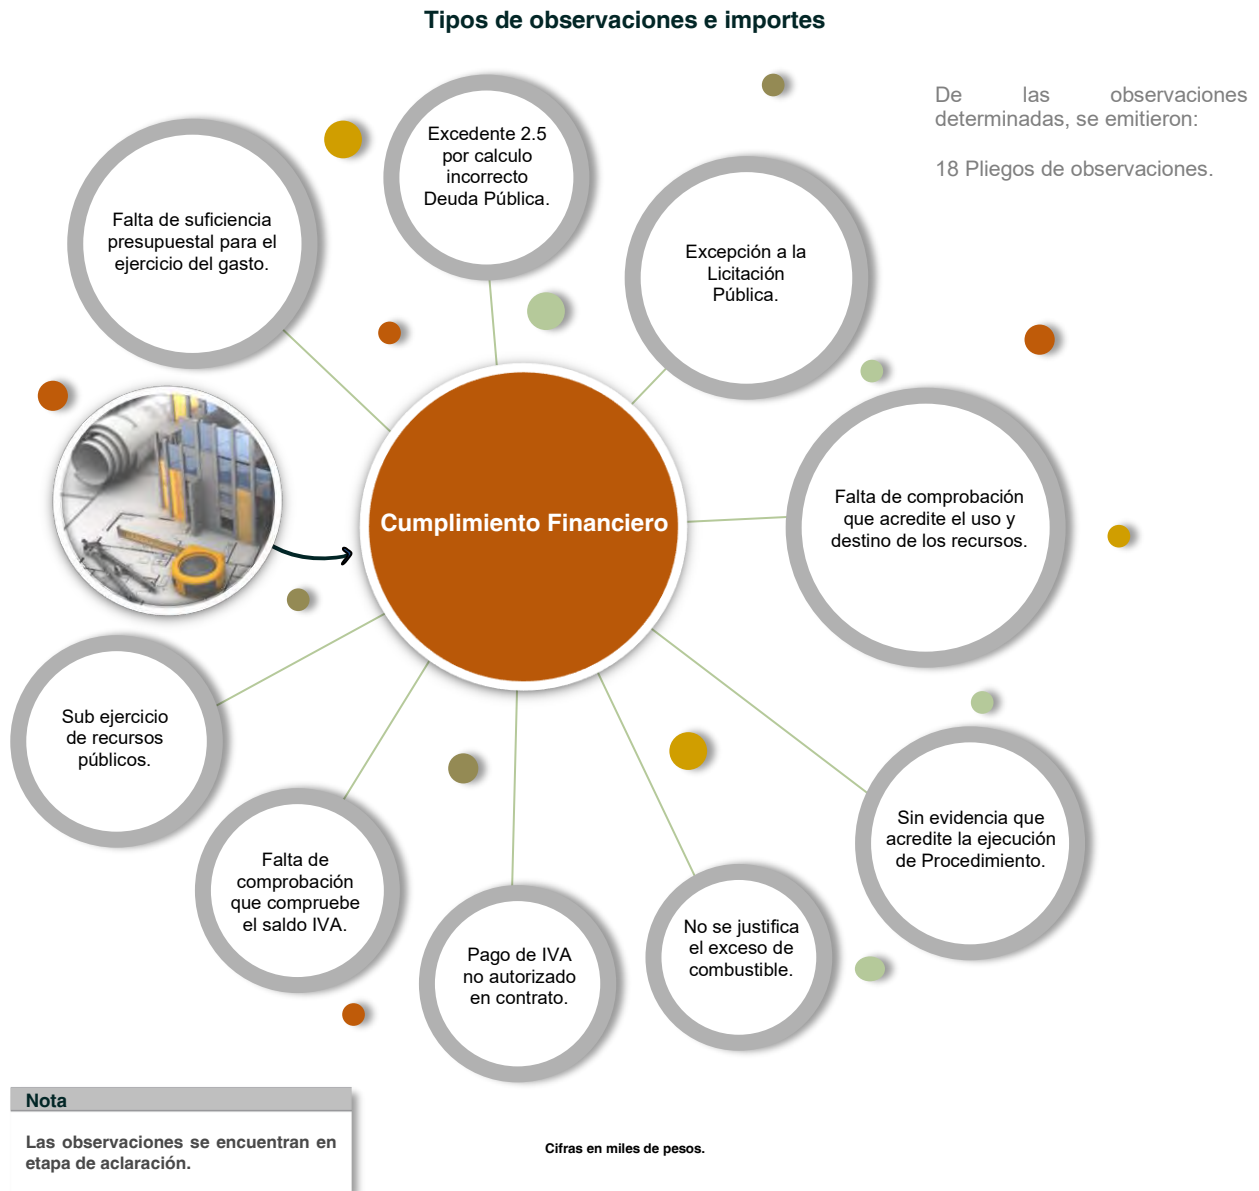 Tipos de observaciones e importes
De las observaciones
determinadas, se emitieron:
18 Pliegos de observaciones.
Excedente 2.5
por calculo
incorrecto
Deuda Pública.
Falta de suficiencia
presupuestal para el
ejercicio del gasto.
Excepción a la
Licitación
Pública.
Falta de comprobación
que acredite el uso y
destino de los recursos.
Cumplimiento Financiero
Sub ejercicio
de recursos
públicos.
Sin evidencia que
acredite la ejecución
de Procedimiento.
Falta de
comprobación
que compruebe
el saldo IVA.
Pago de IVA
no autorizado
en contrato.
No se justifica
el exceso de
combustible.
Nota
Las observaciones se encuentran en
etapa de aclaración.
Cifras en miles de pesos.